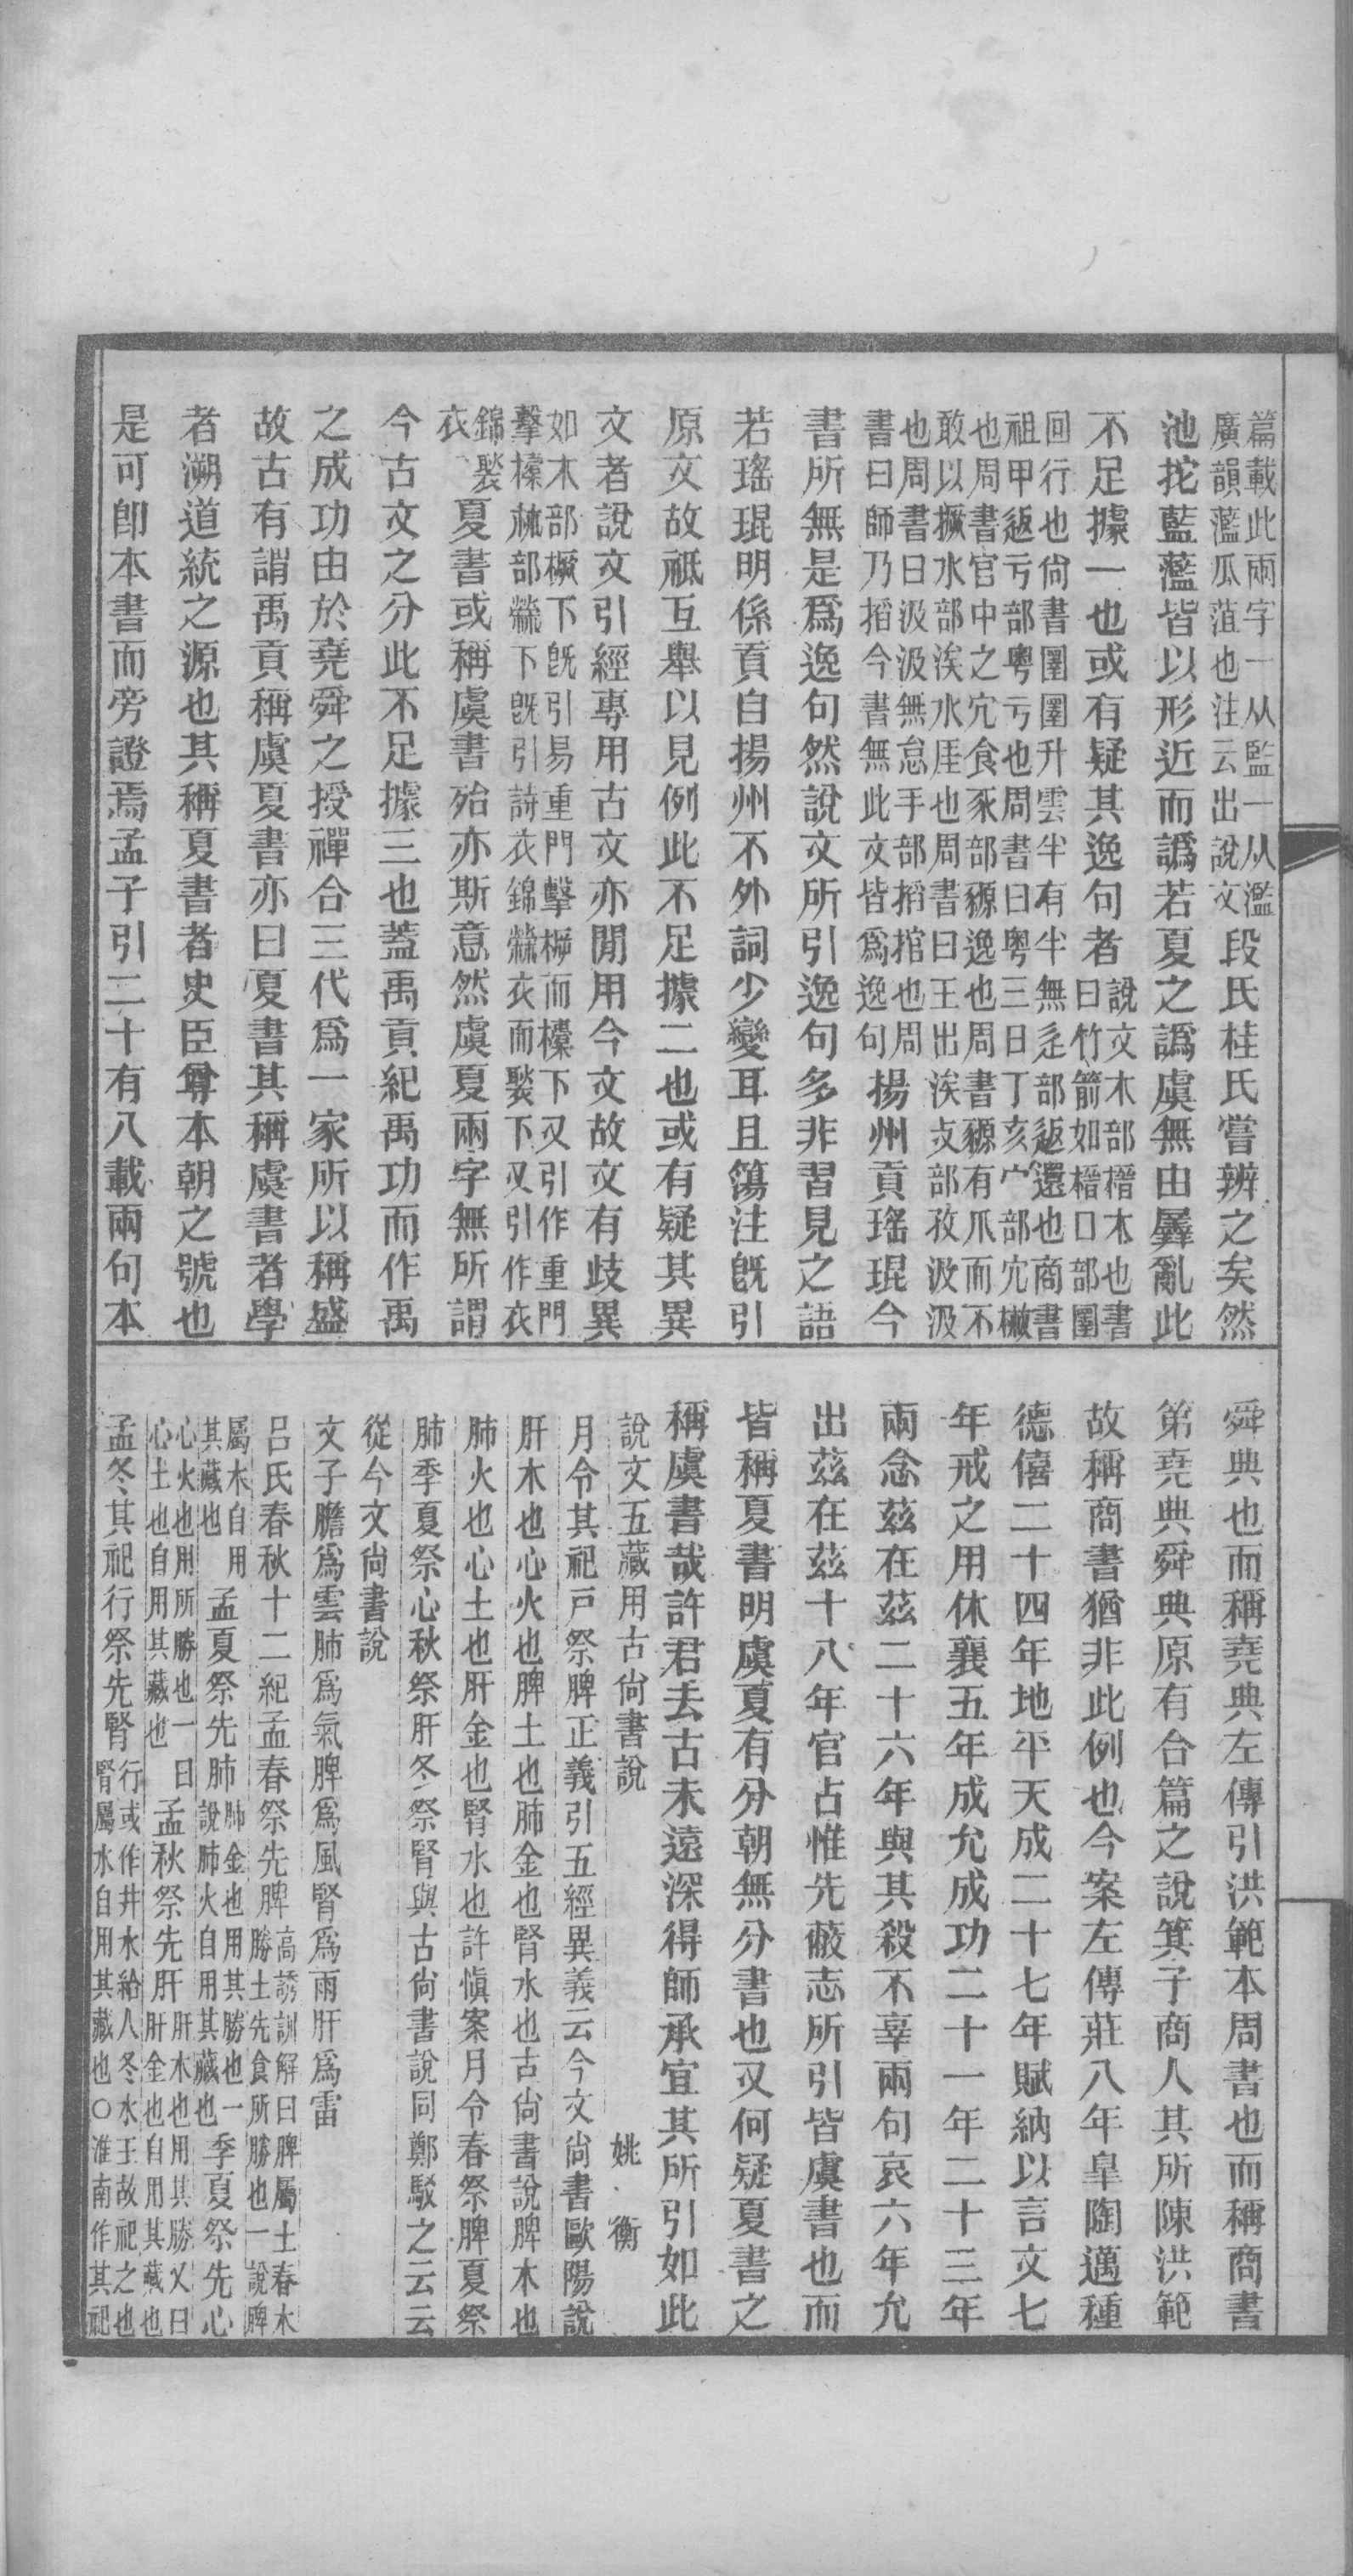 篇載此兩字一从監一从濫
廣韻㽉瓜菹也注云出說文
段氏桂氏嘗辨之矣然
池拕藍㽉皆以形近而譌若夏之譌虞無由羼亂此
不足據一也或有疑其逸句者
說文木部榗木也書
曰竹箭如榗口部圛
回行也尙書圛圛升雲半有半無辵部返還也商書
祖甲返亏部粵亏也周書曰粵三日丁亥宀部宄
也周書官中之宂食豕部豲逸也周書豲有爪而不
敢以撅水部涘水厓也周書曰王出涘攴部孜汲汲
也周書曰汲汲無怠手部搯掐也周
書曰師乃搯今書無此文皆爲逸句
揚州貢瑤琨今
書所無是爲逸句然說文所引逸句多非習見之語
若瑤琨明係貢自揚州不外詞少變耳且簜注旣引
原文故祗互舉以見例此不足據二也或有疑其異
文者說文引經專用古文亦閒用今文故文有歧異
如木部㯓下旣引易重門擊㯓而欜下又引作重門
擊欜林部檾下旣引詩衣錦檾衣而褧下又引作衣
錦褧
衣
夏書或稱虞書殆亦斯意然虞夏兩字無所謂
今古文之分此不足據三也蓋禹貢紀禹功而作禹
之成功由於堯舜之授禪合三代爲一家所以稱盛
故古有謂禹貢稱虞夏書亦曰夏書其稱虞書者學
者溯道統之源也其稱夏書者史臣尊本朝之號也
是可卽本書而旁證焉孟子引二十有八載兩句本
舜典也而稱堯典左傳引洪範本周書也而稱商書
第堯典舜典原有合篇之說箕子商人其所陳洪範
故稱商書猶非此例也今案左傳莊八年臯陶邁種
德僖二十四年地平天成二十七年賦納以言文七
年戒之用休襄五年成允成功二十一年二十三年
兩念茲在茲二十六年與其殺不辜兩句哀六年允
出茲在茲十八年官占惟先蔽志所引皆虞書也而
皆稱夏書明虞夏有分朝無分書也又何疑夏書之
稱虞書哉許君去古未遠深得師承宜其所引如此
說文五藏用古尙書說
姚衡
月令其祀戶祭脾正義引五經異義云今文尙書歐陽說
肝木也心火也脾土也肺金也腎水也古尙書說脾木也
肺火也心土也肝金也腎水也許愼案月令春祭脾夏祭
肺季夏祭心秋祭肝冬祭腎與古尙書說同鄭駁之云云
從今文尙書說
文子膽爲雲肺爲氣脾爲風腎爲雨肝爲雷
呂氏春秋十二紀孟春祭先脾
高誘訓解曰脾屬土春木
勝土先食所勝也一說脾
屬木自用
其藏也
孟夏祭先肺
肺金也用其勝也一
說肺火自用其藏也
季夏祭先心
心火也用所勝也一曰
心土也自用其藏也
孟秋祭先肝
肝木也用其勝又曰
肝金也自用其藏也
孟冬其祀行祭先腎
行或作井水給人冬水王故祀之也
腎屬水自用其藏也○淮南作其祀